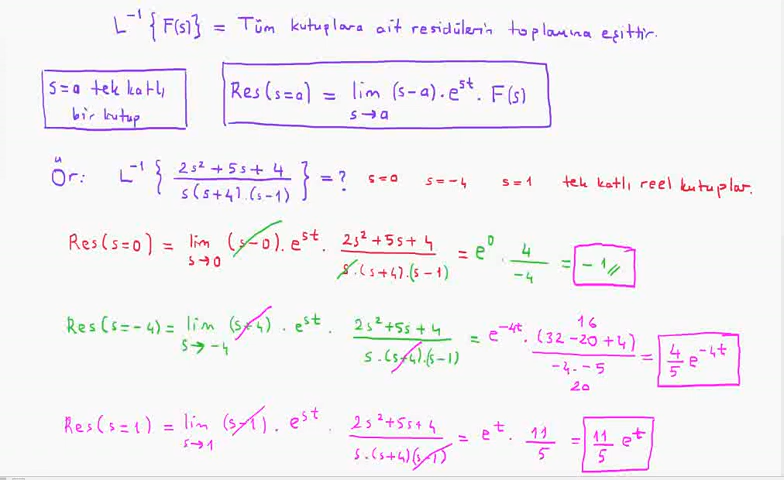 L⁻¹ { F(s) } = Tüm kutuplara ait residülerin toplamına eşittir.
s=a tek katlı bir kutup
Res(s=a) = lim s→a (s-a) . e^st . F(s)
Ör: L⁻¹ { (2s² + 5s + 4) / (s(s+4).(s-1)) } = ? s=0 s=-4 s=1 tek katlı reel kutuplar.
Res(s=0) = lim s→0 (s-0) . e^st . (2s²+5s+4) / (s.(s+4).(s-1)) = e^0 . 4/-4 = -1//
Res(s=-4) = lim s→-4 (s+4) . e^st . (2s²+5s+4) / (s.(s+4).(s-1)) = e^-4t . 16 (32-20+4) / (-4.-5) 20 = 4/5 e^-4t
Res(s=1) = lim s→1 (s-1) . e^st . (2s²+5s+4) / (s.(s+4)(s-1)) = e^t . 11/5 = 11/5 e^t